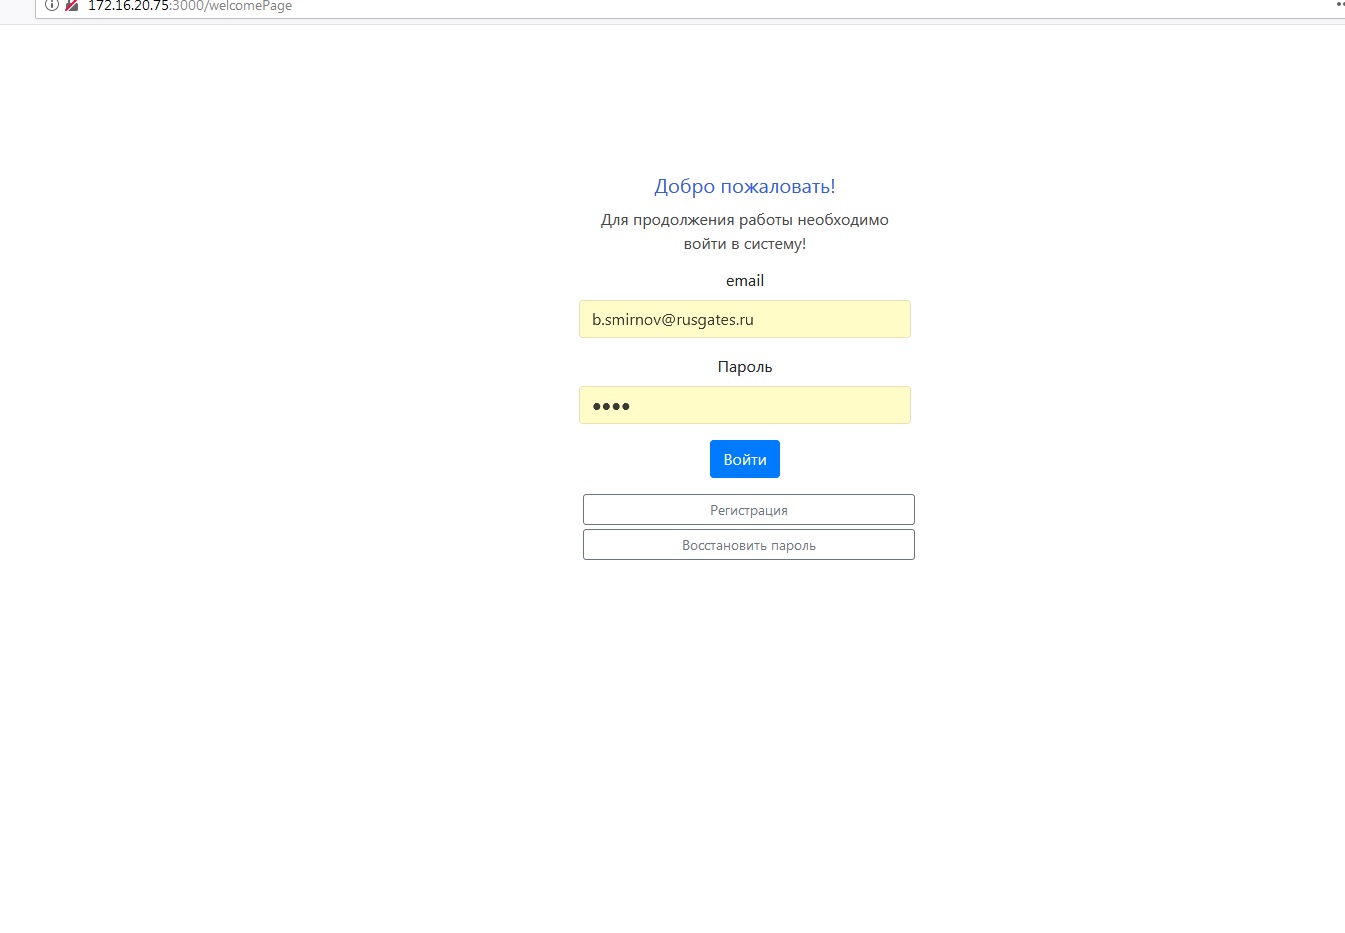 172.16.20.75:3000/welcomePage
Добро пожаловать!
Для продолжения работы необходимо
войти в систему!
email
b.smirnov@rusgates.ru
Пароль
●●●●
Войти
Регистрация
Восстановить пароль